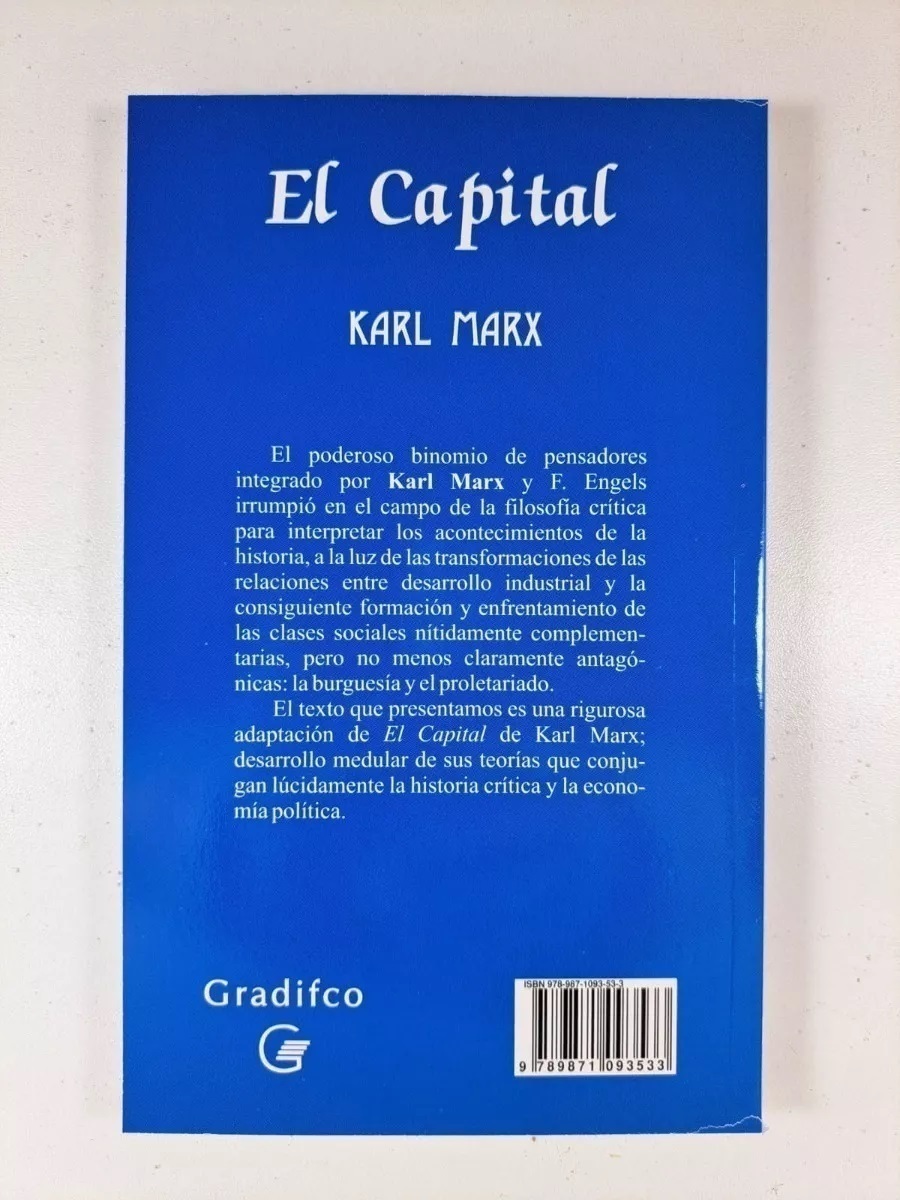 El Capital
KARL MARX
El poderoso binomio de pensadores
integrado por Karl Marx y F. Engels
irrumpió en el campo de la filosofía crítica
para interpretar los acontecimientos de la
historia, a la luz de las transformaciones de las
relaciones entre desarrollo industrial y la
consiguiente formación y enfrentamiento de
las clases sociales nítidamente complemen-
tarias, pero no menos claramente antagó-
nicas: la burguesía y el proletariado.
El texto que presentamos es una rigurosa
adaptación de El Capital de Karl Marx;
desarrollo medular de sus teorías que conju-
gan lúcidamente la historia crítica y la econo-
mía política.
Gradifco
ISBN 978-987-1093-53-3
9 789871 093533